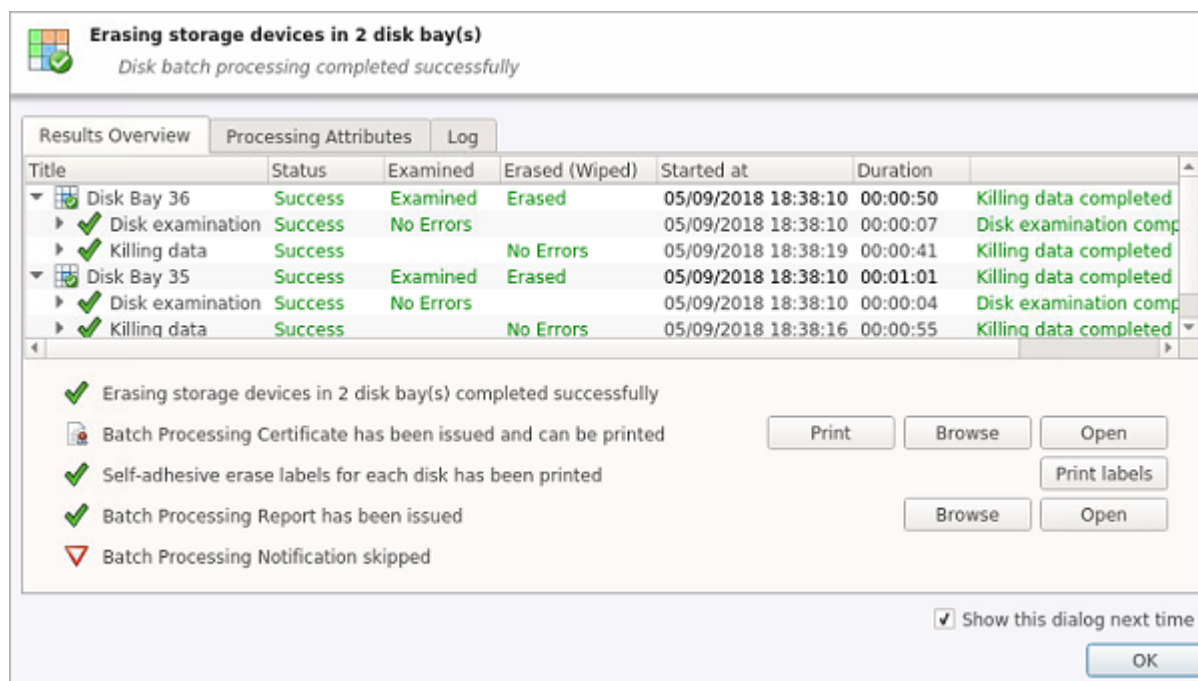 Erasing storage devices in 2 disk bay(s)
Disk batch processing completed successfully
Results Overview Processing Attributes Log
Title Status Examined Erased (Wiped) Started at Duration
Disk Bay 36 Success Examined Erased 05/09/2018 18:38:10 00:00:50 Killing data completed
Disk examination Success No Errors 05/09/2018 18:38:10 00:00:07 Disk examination comp
Killing data Success No Errors 05/09/2018 18:38:19 00:00:41 Killing data completed
Disk Bay 35 Success Examined Erased 05/09/2018 18:38:10 00:01:01 Killing data completed
Disk examination Success No Errors 05/09/2018 18:38:10 00:00:04 Disk examination comp
Killing data Success No Errors 05/09/2018 18:38:16 00:00:55 Killing data completed
Erasing storage devices in 2 disk bay(s) completed successfully
Batch Processing Certificate has been issued and can be printed Print Browse Open
Self-adhesive erase labels for each disk has been printed Print labels
Batch Processing Report has been issued Browse Open
Batch Processing Notification skipped
Show this dialog next time
OK